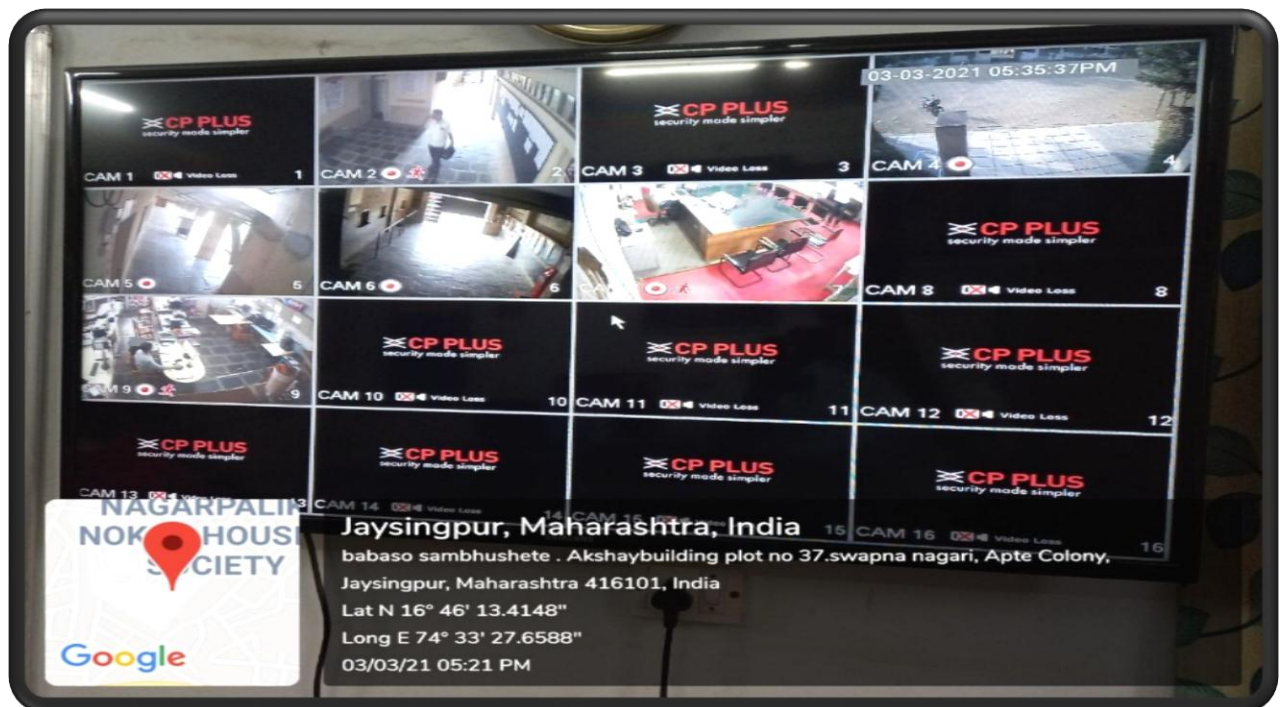 03-03-2021 05:35:37PM
CP PLUS
security made simpler
CAM 1 Video Loss 1
CAM 2 2
CP PLUS
security made simpler
CAM 3 Video Loss 3
CAM 4 4
CAM 5 5
CAM 6 6
7
CP PLUS
security made simpler
CAM 8 Video Loss 8
CAM 9 9
CP PLUS
security made simpler
CAM 10 Video Loss 10
CP PLUS
security made simpler
CAM 11 Video Loss 11
CP PLUS
security made simpler
CAM 12 Video Loss 12
CP PLUS
security made simpler
CAM 13
CP PLUS
security made simpler
CAM 14 Video Loss 14
CP PLUS
security made simpler
CAM 15 15
CP PLUS
security made simpler
CAM 16 Video Loss 16
Google
Jaysingpur, Maharashtra, India
babaso sambhushete . Akshaybuilding plot no 37.swapna nagari, Apte Colony,
Jaysingpur, Maharashtra 416101, India
Lat N 16° 46' 13.4148"
Long E 74° 33' 27.6588"
03/03/21 05:21 PM